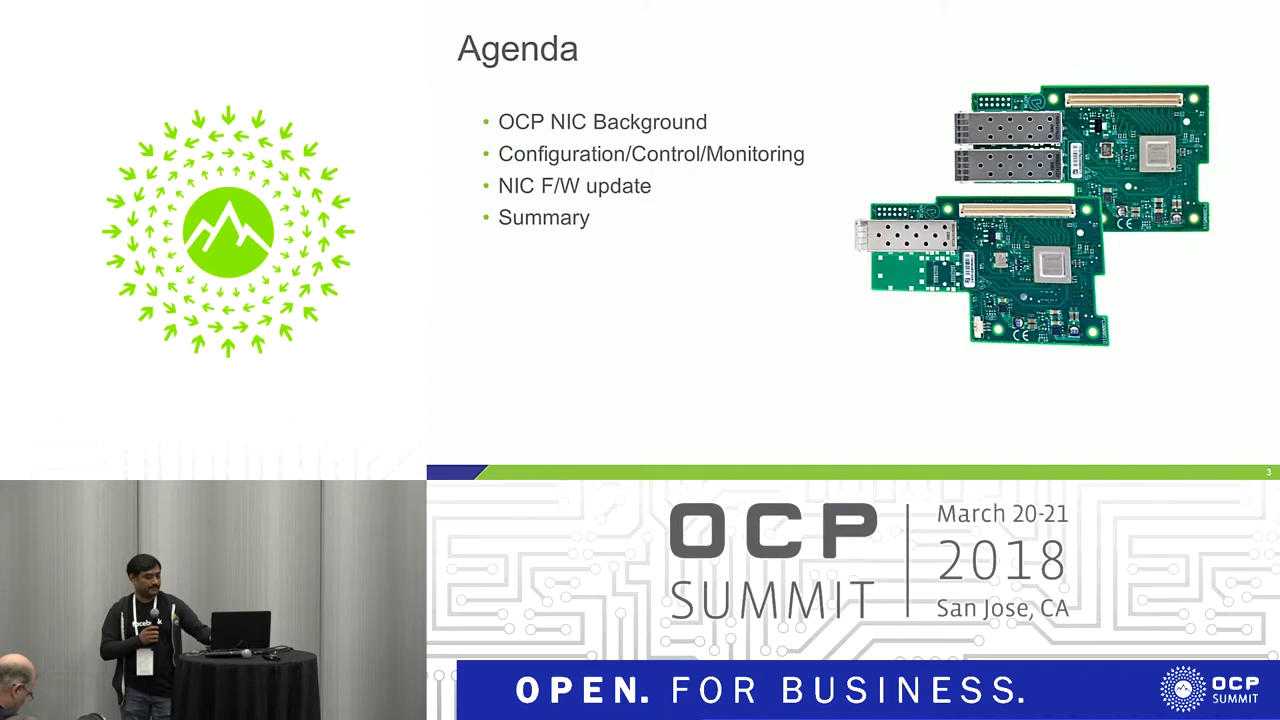 Agenda
• OCP NIC Background
• Configuration/Control/Monitoring
• NIC F/W update
• Summary
3
facebook
OCP
SUMMIT
March 20-21
2018
San Jose, CA
OPEN. FOR BUSINESS.
OCP
SUMMIT